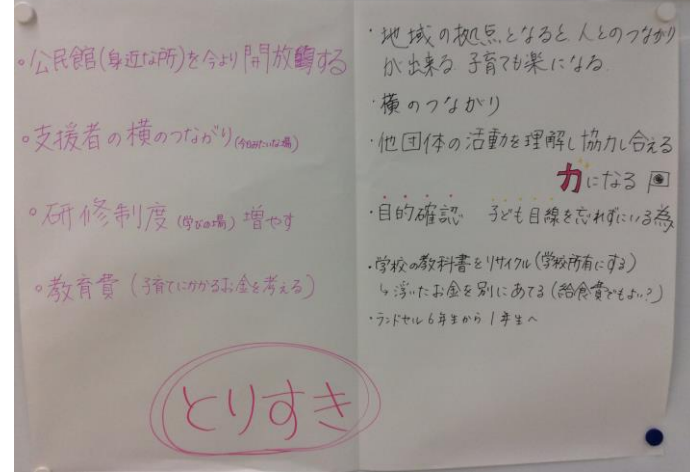 ・公民館(身近な所)を今より開放する
・支援者の横のつながり(今日みたいな場)
・研修制度(学びの場)増やす
・教育費(子育てにかかるお金を考える)
とりすき
・地域の拠点となると人とのつながり
が出来る 子育ても楽になる
・横のつながり
・他団体の活動を理解し協力し合える
力になる
・目的確認 子ども目線を忘れずにいる為
・学校の教科書をリサイクル(学校所有にする)
↳浮いたお金を別にあてる(給食費でもよい?)
・ランドセル6年生から1年生へ